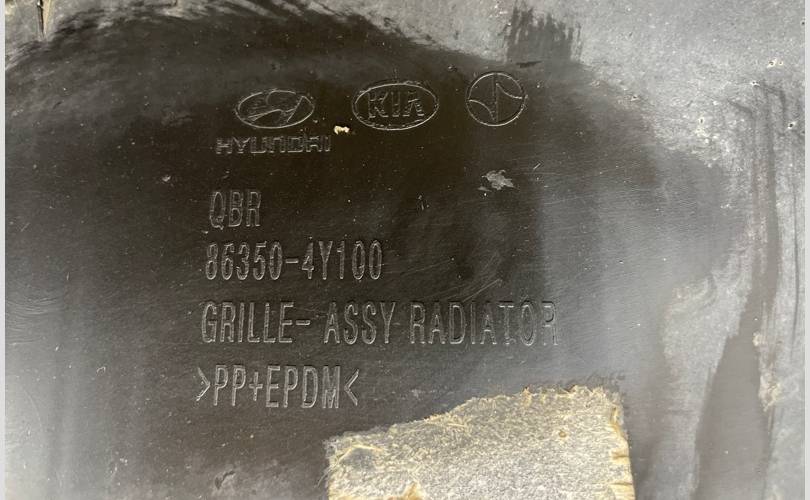 KIA
HYUNDAI
QBR
86350-4Y100
GRILLE- ASSY RADIATOR
>PP+EPDM<